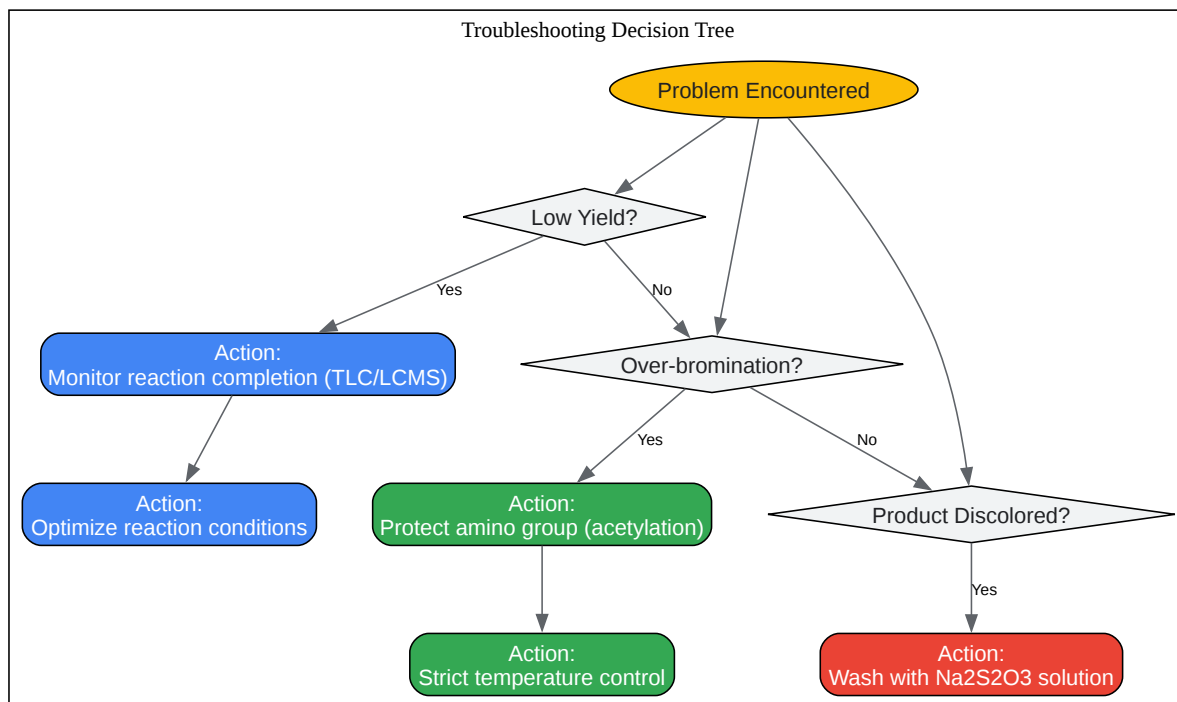 Troubleshooting Decision Tree
Problem Encountered
Low Yield?
Yes
No
Action:
Monitor reaction completion (TLC/LCMS)
Over-bromination?
Yes
No
Action:
Optimize reaction conditions
Action:
Protect amino group (acetylation)
Product Discolored?
Yes
Action:
Strict temperature control
Action:
Wash with Na2S2O3 solution